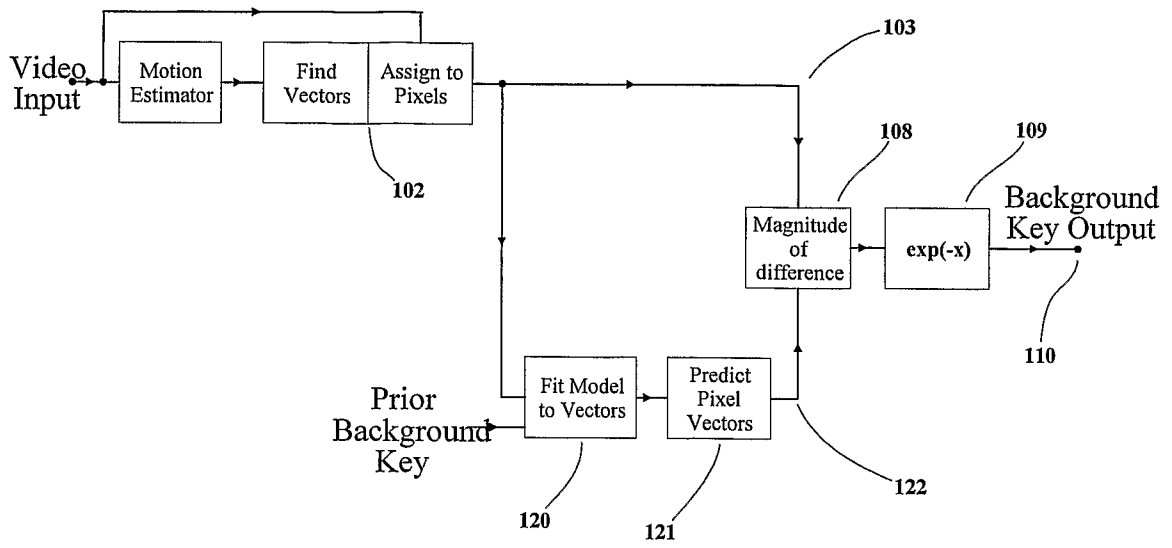 Video
Input
Motion
Estimator
Find
Vectors
Assign to
Pixels
102
103
108
109
Magnitude
of
difference
exp(-x)
Background
Key Output
110
Prior
Background
Key
Fit Model
to Vectors
Predict
Pixel
Vectors
120
121
122